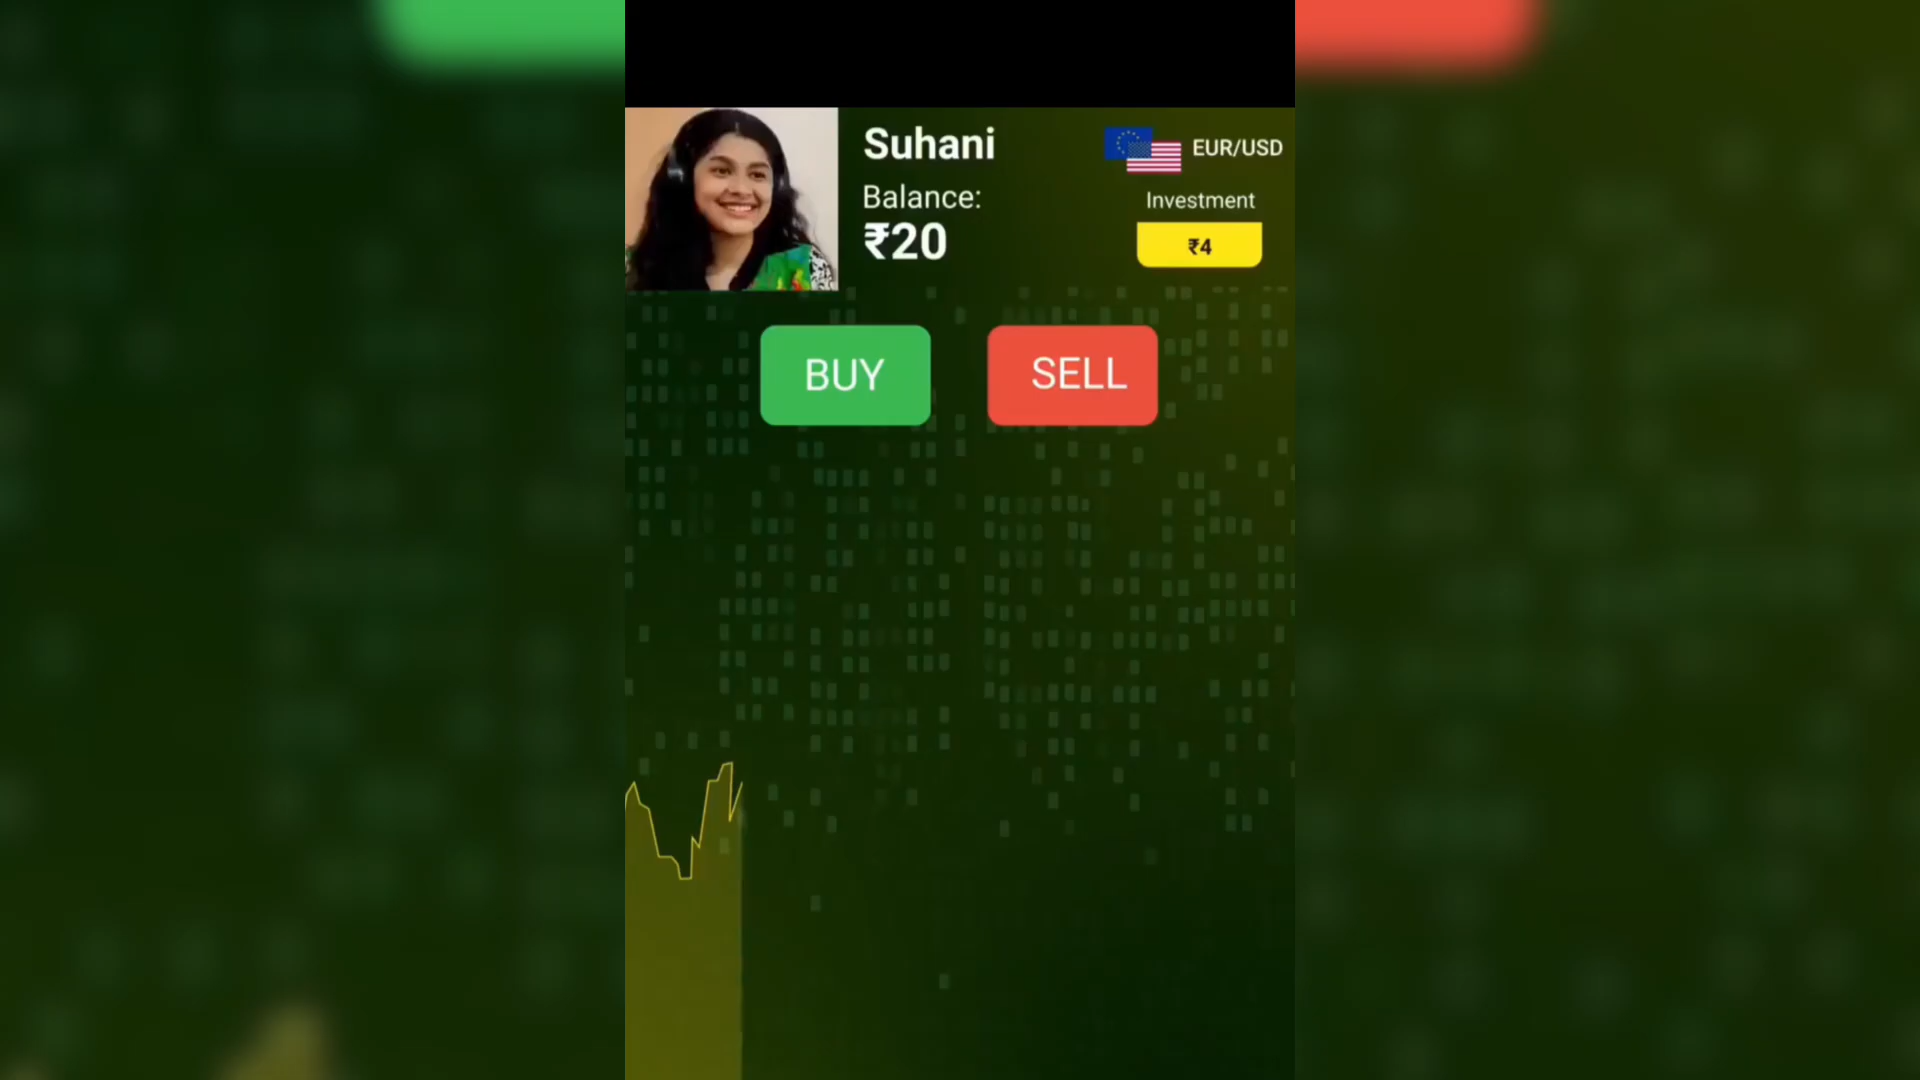 Suhani
EUR/USD
Balance:
Investment
₹20
₹4
BUY
SELL